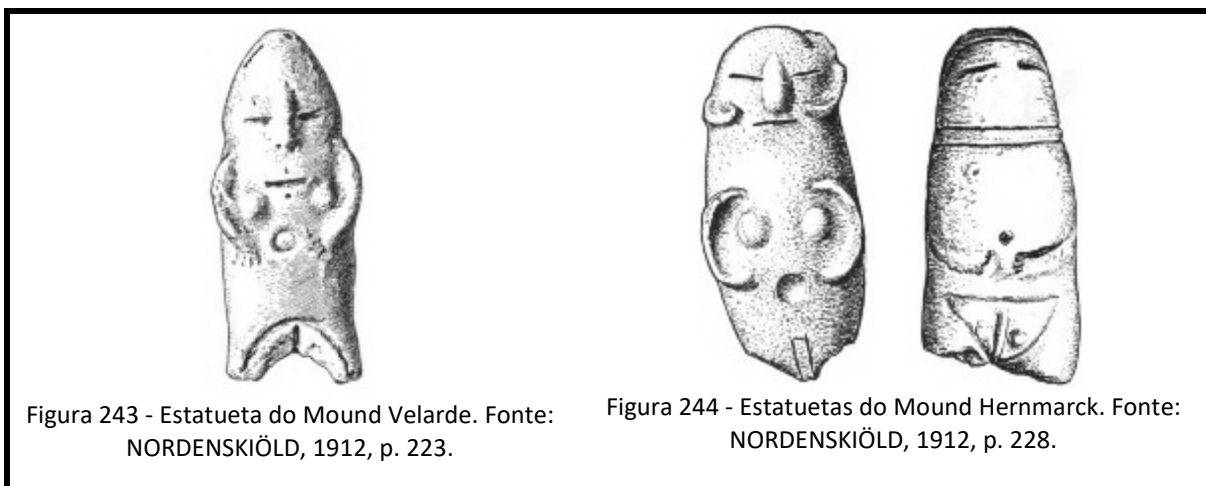 Figura 243 - Estatueta do Mound Velarde. Fonte:
NORDENSKIÖLD, 1912, p. 223.
Figura 244 - Estatuetas do Mound Hernmarck. Fonte:
NORDENSKIÖLD, 1912, p. 228.